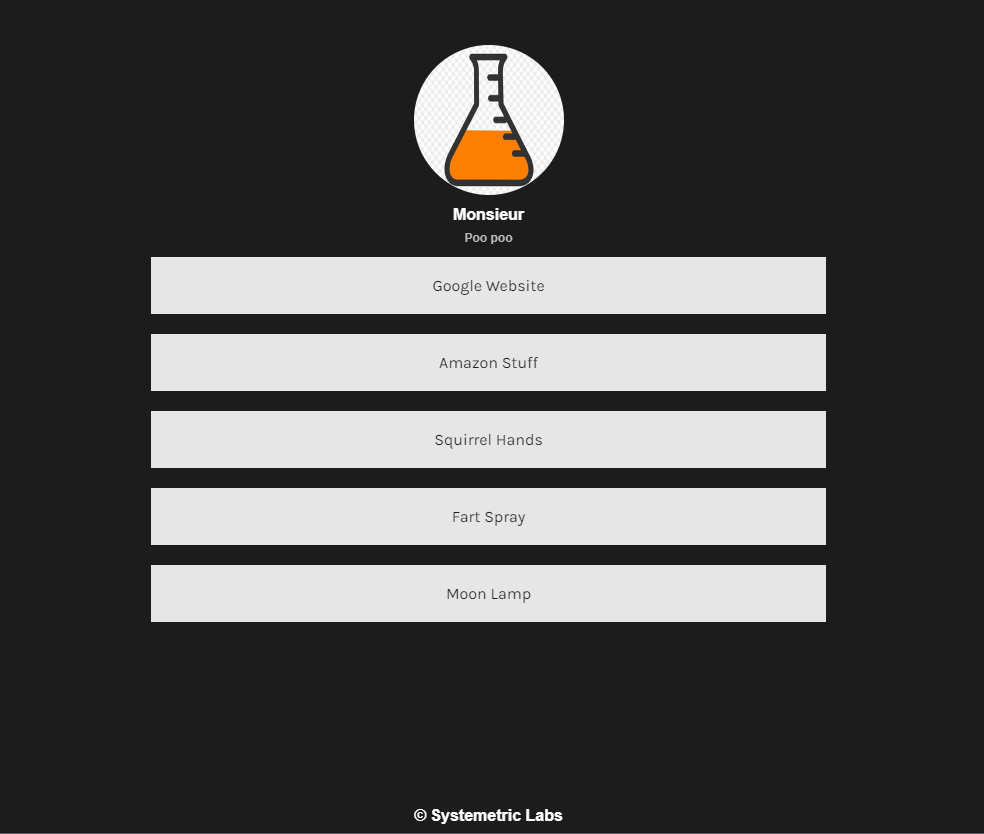 Monsieur
Poo poo
Google Website
Amazon Stuff
Squirrel Hands
Fart Spray
Moon Lamp
© Systemetric Labs